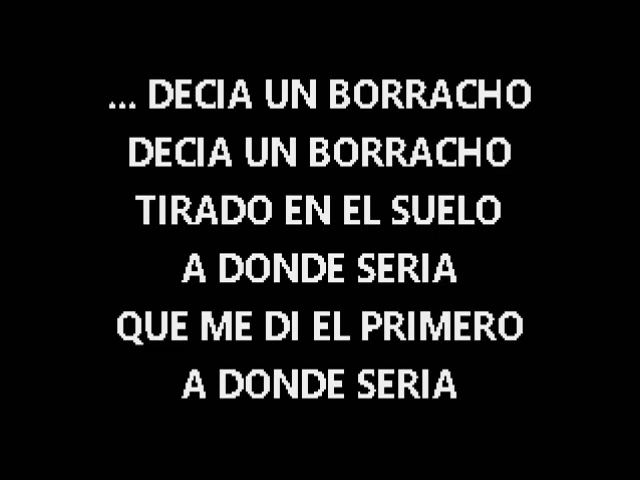 ... DECIA UN BORRACHO
DECIA UN BORRACHO
TIRADO EN EL SUELO
A DONDE SERIA
QUE ME DI EL PRIMERO
A DONDE SERIA